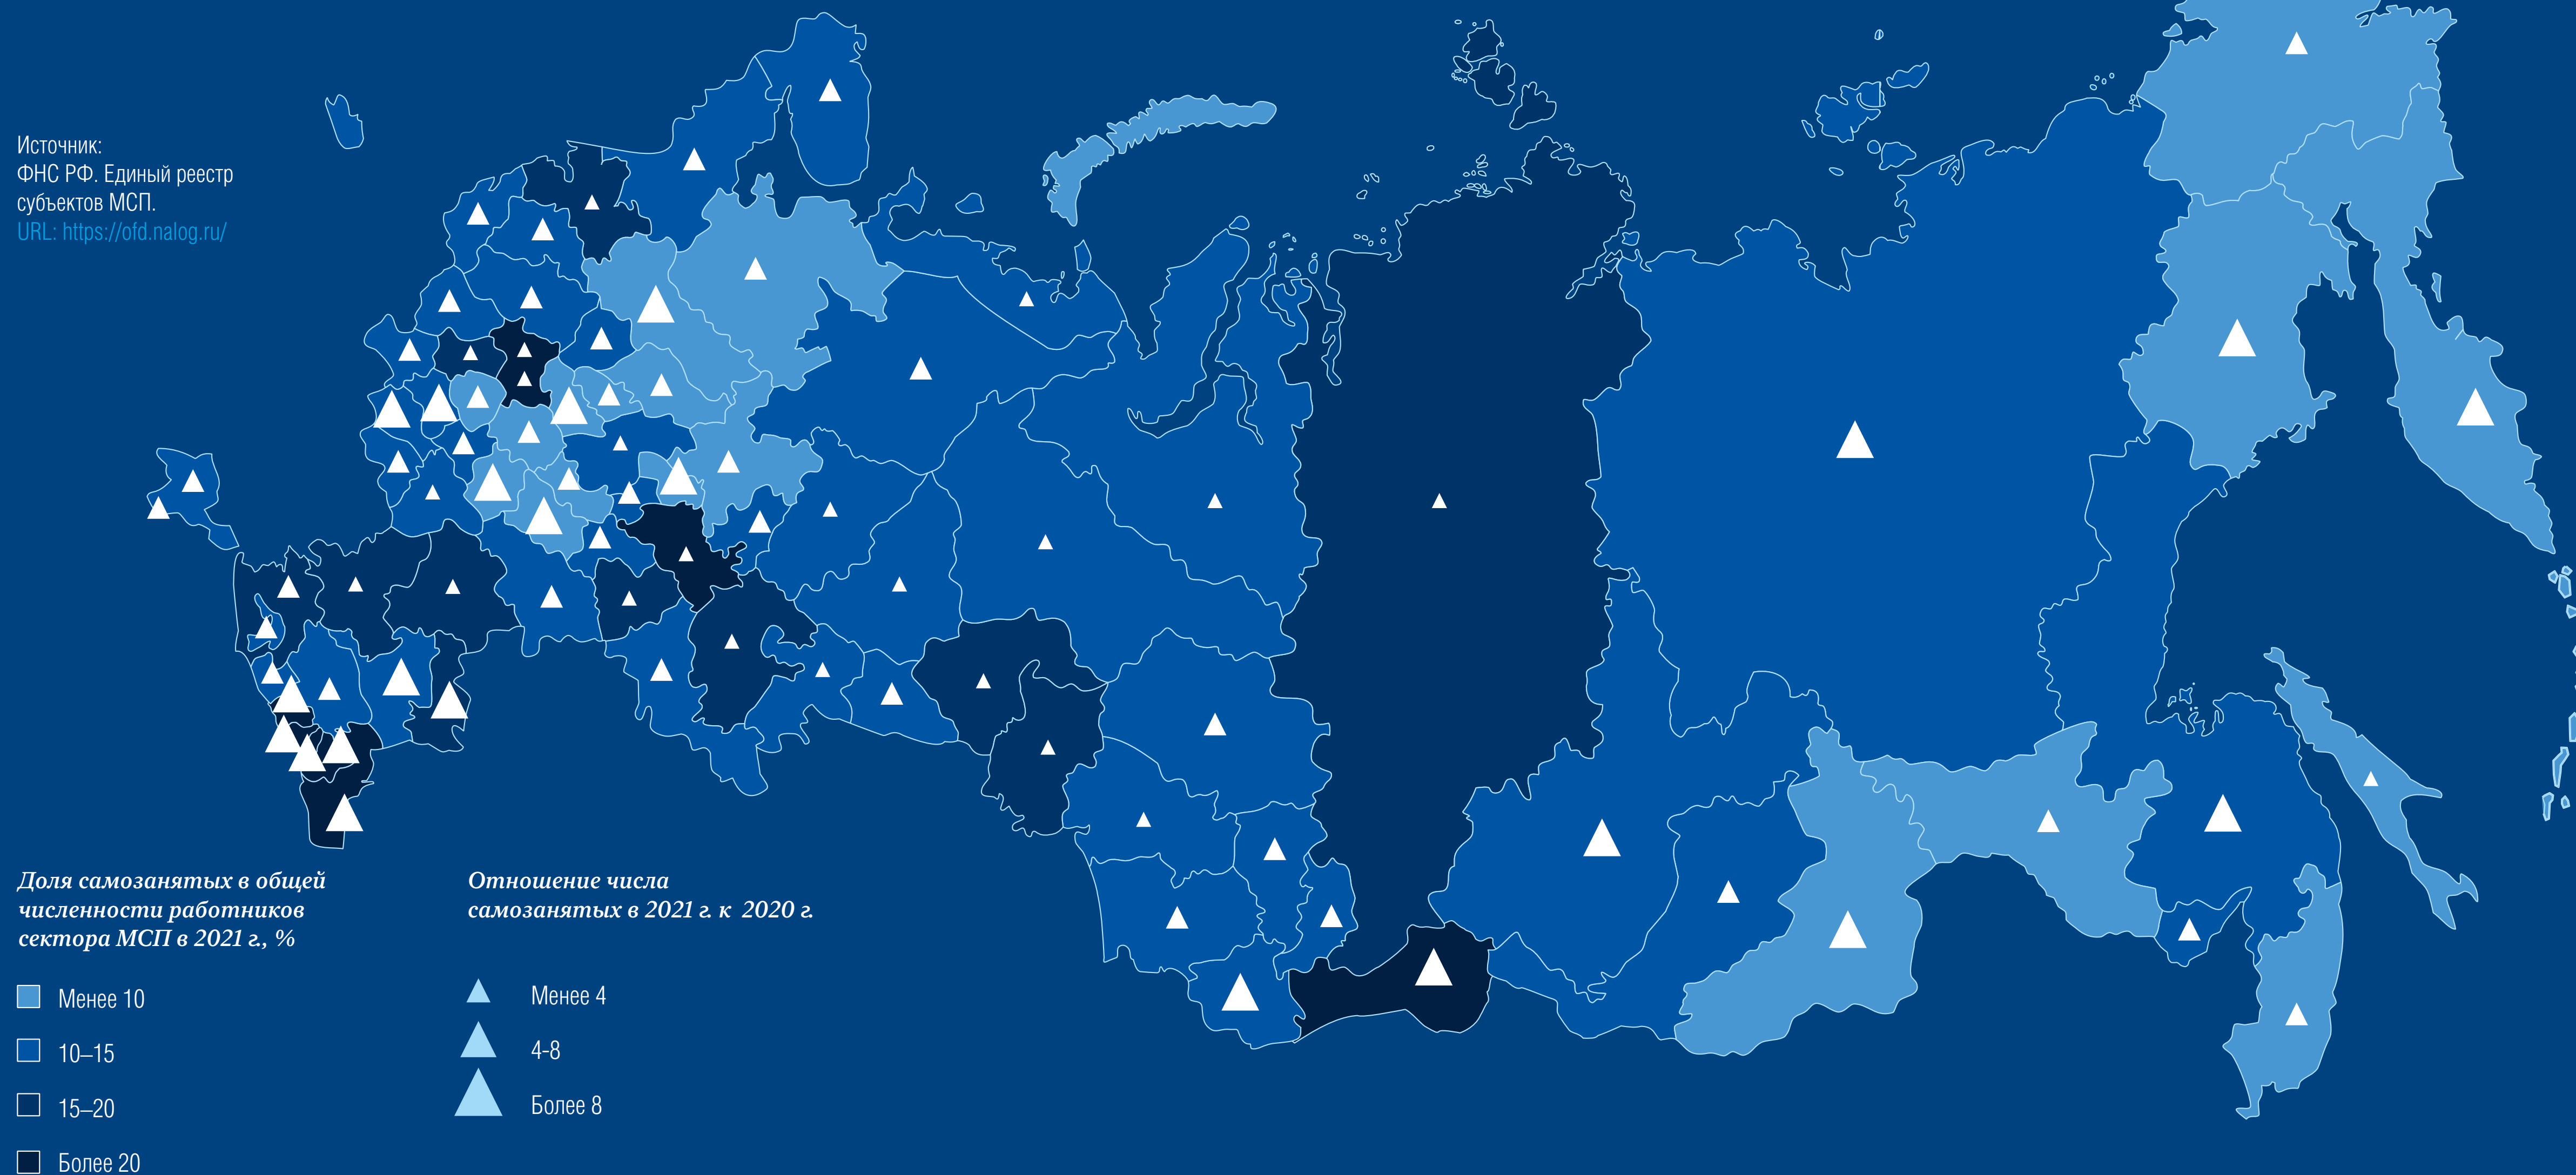 Источник:
ФНС РФ. Единый реестр
субъектов МСП.
URL: https://ofd.nalog.ru/
Доля самозанятых в общей
численности работников
сектора МСП в 2021 г., %
Менее 10
10–15
15–20
Более 20
Отношение числа
самозанятых в 2021 г. к 2020 г.
Менее 4
4-8
Более 8